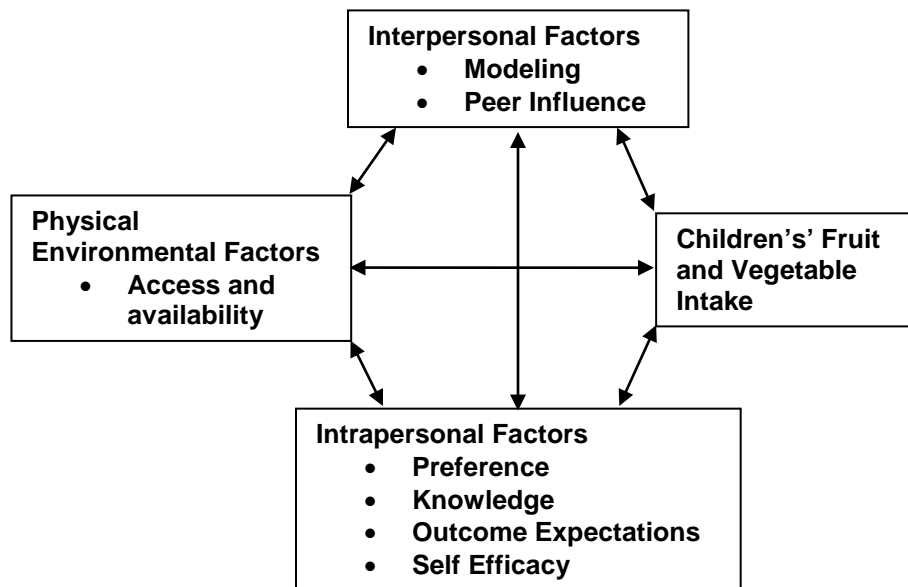 Interpersonal Factors
• Modeling
• Peer Influence
Physical
Environmental Factors
• Access and
availability
Children's’ Fruit
and Vegetable
Intake
Intrapersonal Factors
• Preference
• Knowledge
• Outcome Expectations
• Self Efficacy